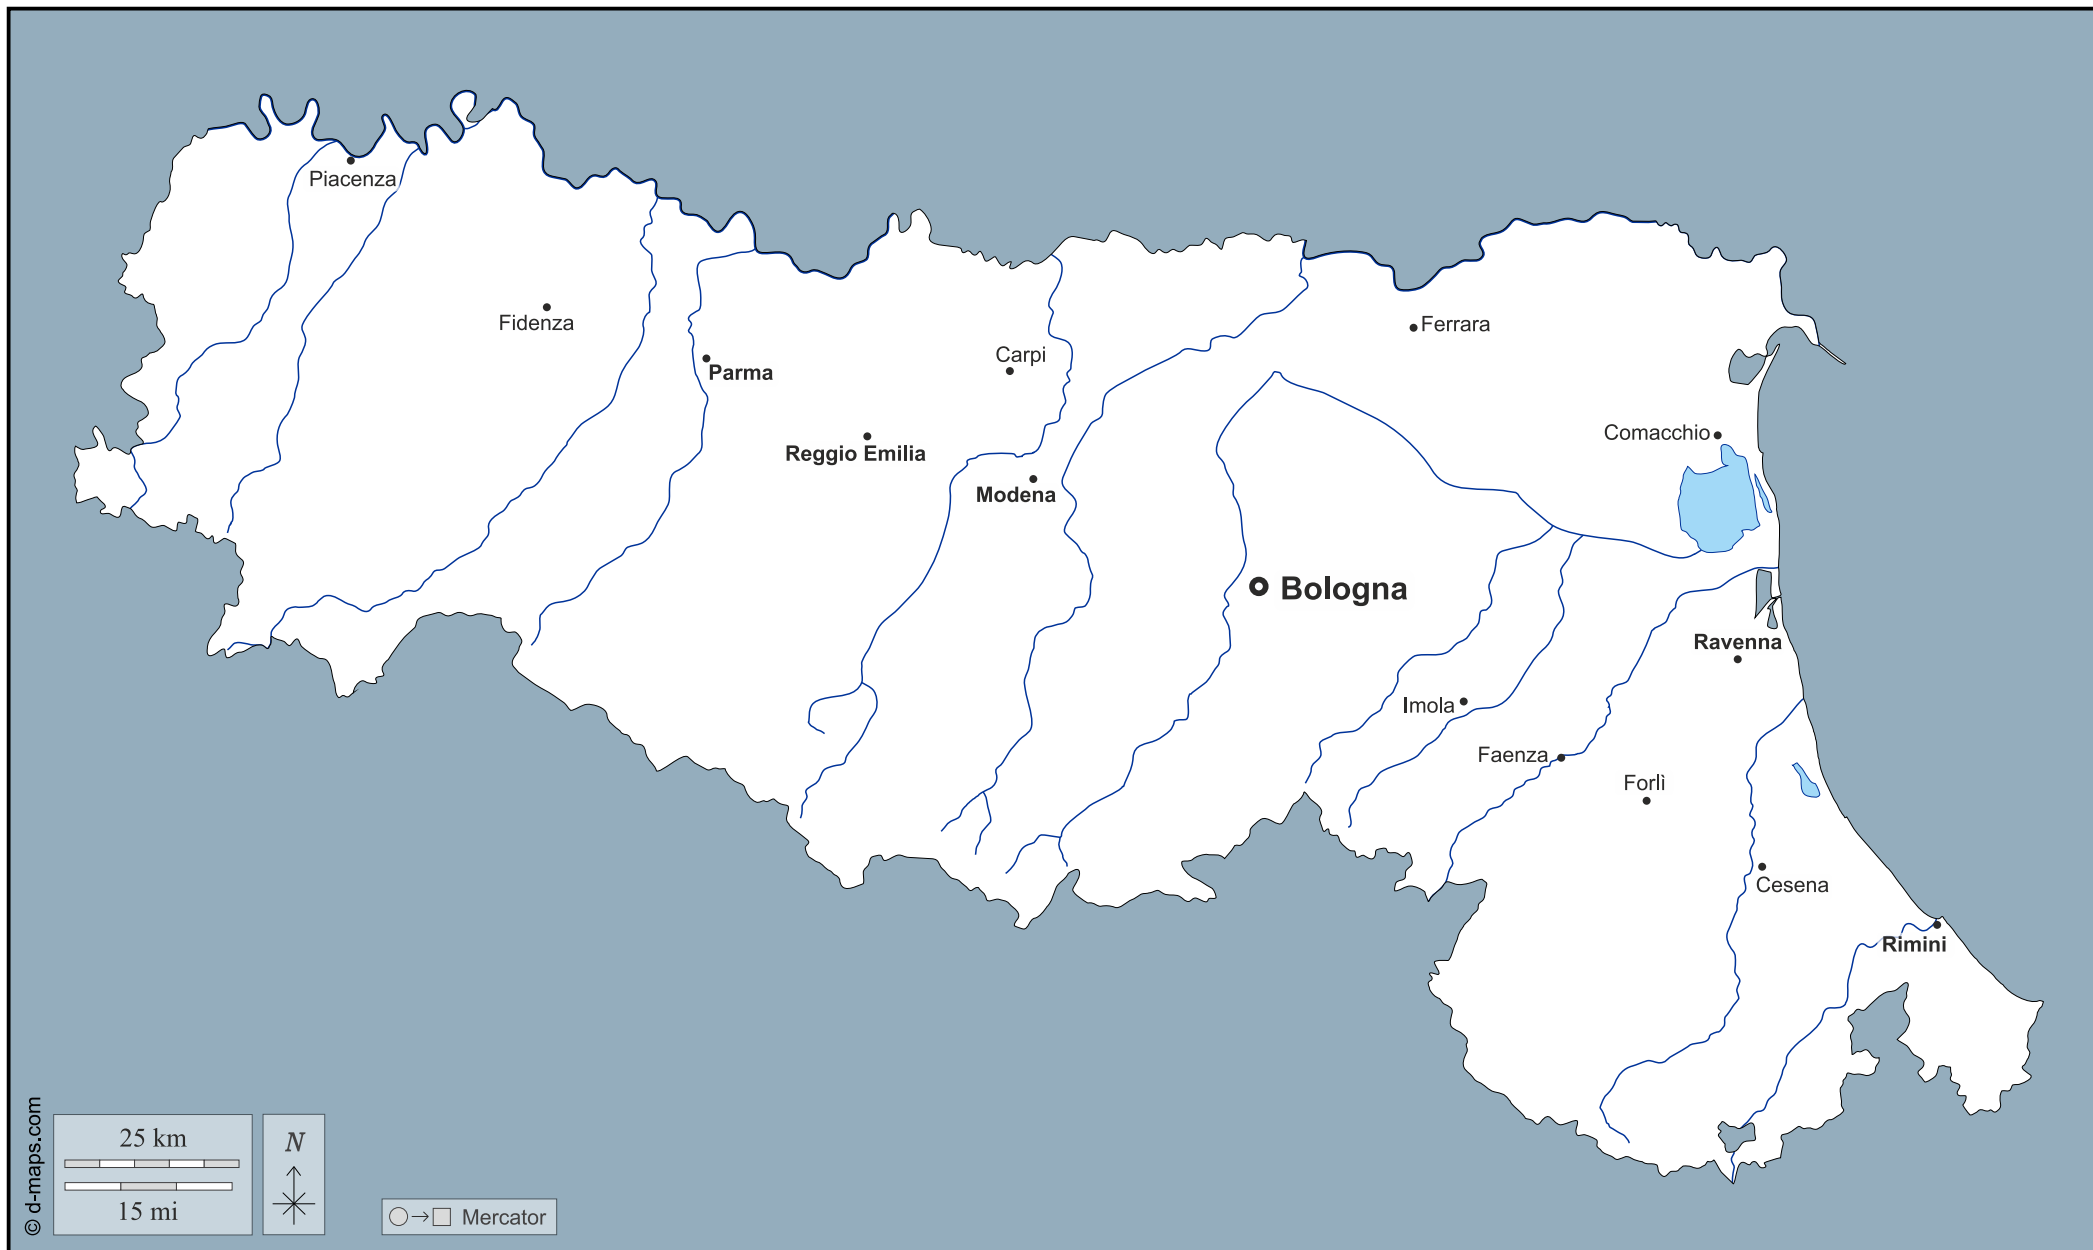 Piacenza
Fidenza
Ferrara
Carpi
Parma
Comacchio
Reggio Emilia
Modena
Bologna
Ravenna
Imola
Faenza
Forlì
Cesena
Rimini
© d-maps.com
25 km
15 mi
N
Mercator